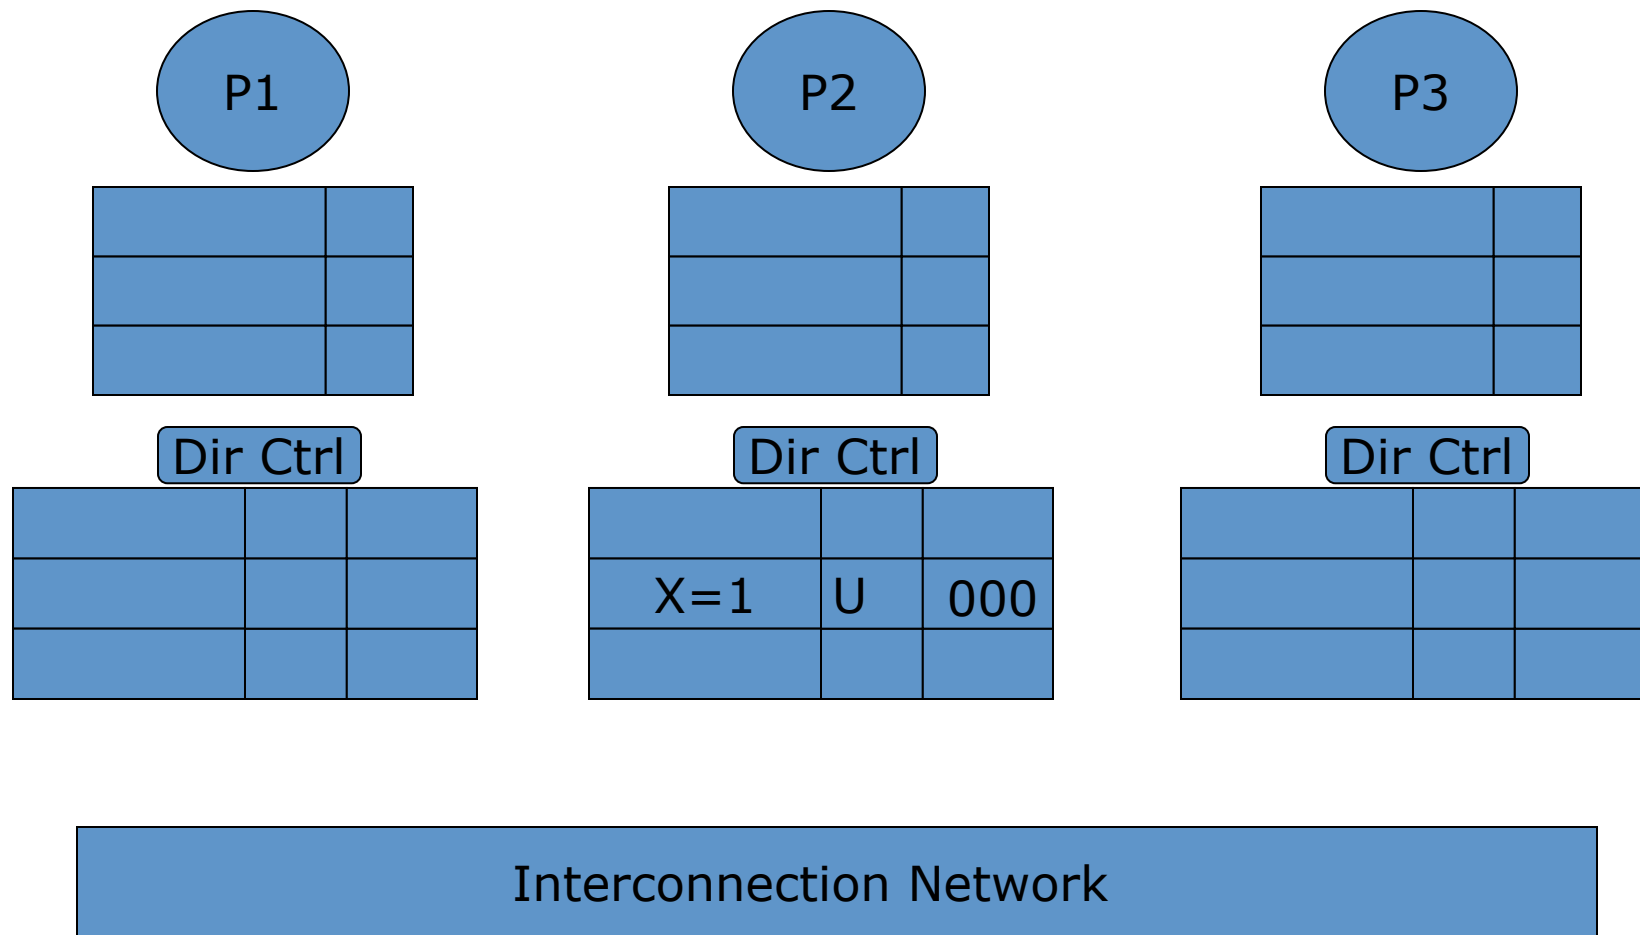 P1
P2
P3
Dir Ctrl
Dir Ctrl
Dir Ctrl
X=1 U 000
Interconnection Network